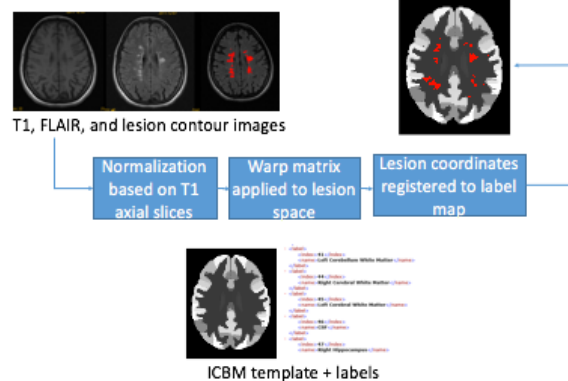 T1, FLAIR, and lesion contour images
Normalization
based on T1
axial slices
Warp matrix
applied to lesion
space
Lesion coordinates
registered to label
map
<label>
<index>43</index>
<name>Left Cerebellum White Matter</name>
</label>
<label>
<index>44</index>
<name>Right Cerebral White Matter</name>
</label>
<label>
<index>45</index>
<name>Left Cerebral White Matter</name>
</label>
<label>
<index>46</index>
<name>CSF</name>
</label>
<label>
<index>47</index>
<name>Right Hippocampus</name>
ICBM template + labels